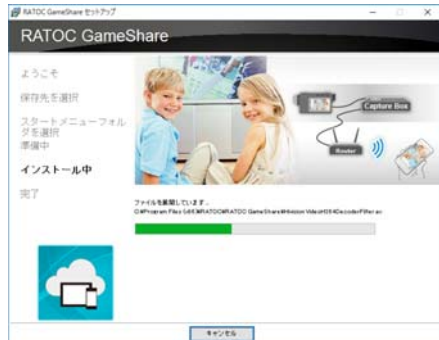 RATOC GameShare セットアップ
RATOC GameShare
ようこそ
保存先を選択
スタートメニューフォル
ダを選択
準備中
インストール中
完了
Capture Box
Router
ファイルを展開しています...
キャンセル